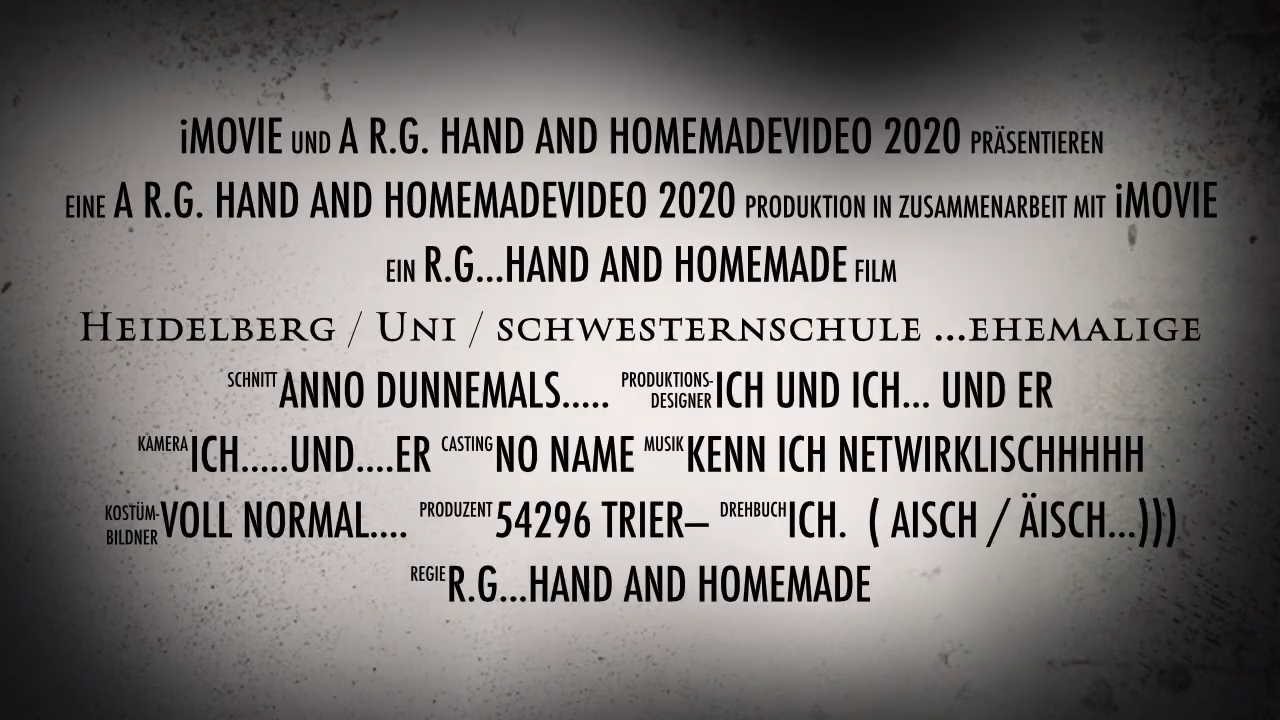 iMOVIE UND A R.G. HAND AND HOMEMADEVIDEO 2020 PRÄSENTIEREN
EINE A R.G. HAND AND HOMEMADEVIDEO 2020 PRODUKTION IN ZUSAMMENARBEIT MIT iMOVIE
EIN R.G...HAND AND HOMEMADE FILM
HEIDELBERG / UNI / SCHWESTERNSCHULE ...EHEMALIGE
SCHNITT ANNO DUNNEMALS..... PRODUKTIONS-DESIGNER ICH UND ICH... UND ER
KAMERA ICH.....UND....ER CASTING NO NAME MUSIK KENN ICH NETWIRKLISCHHHHH
KOSTÜM-BILDNER VOLL NORMAL.... PRODUZENT 54296 TRIER– DREHBUCH ICH. ( AISCH / ÄISCH...)))
REGIE R.G...HAND AND HOMEMADE